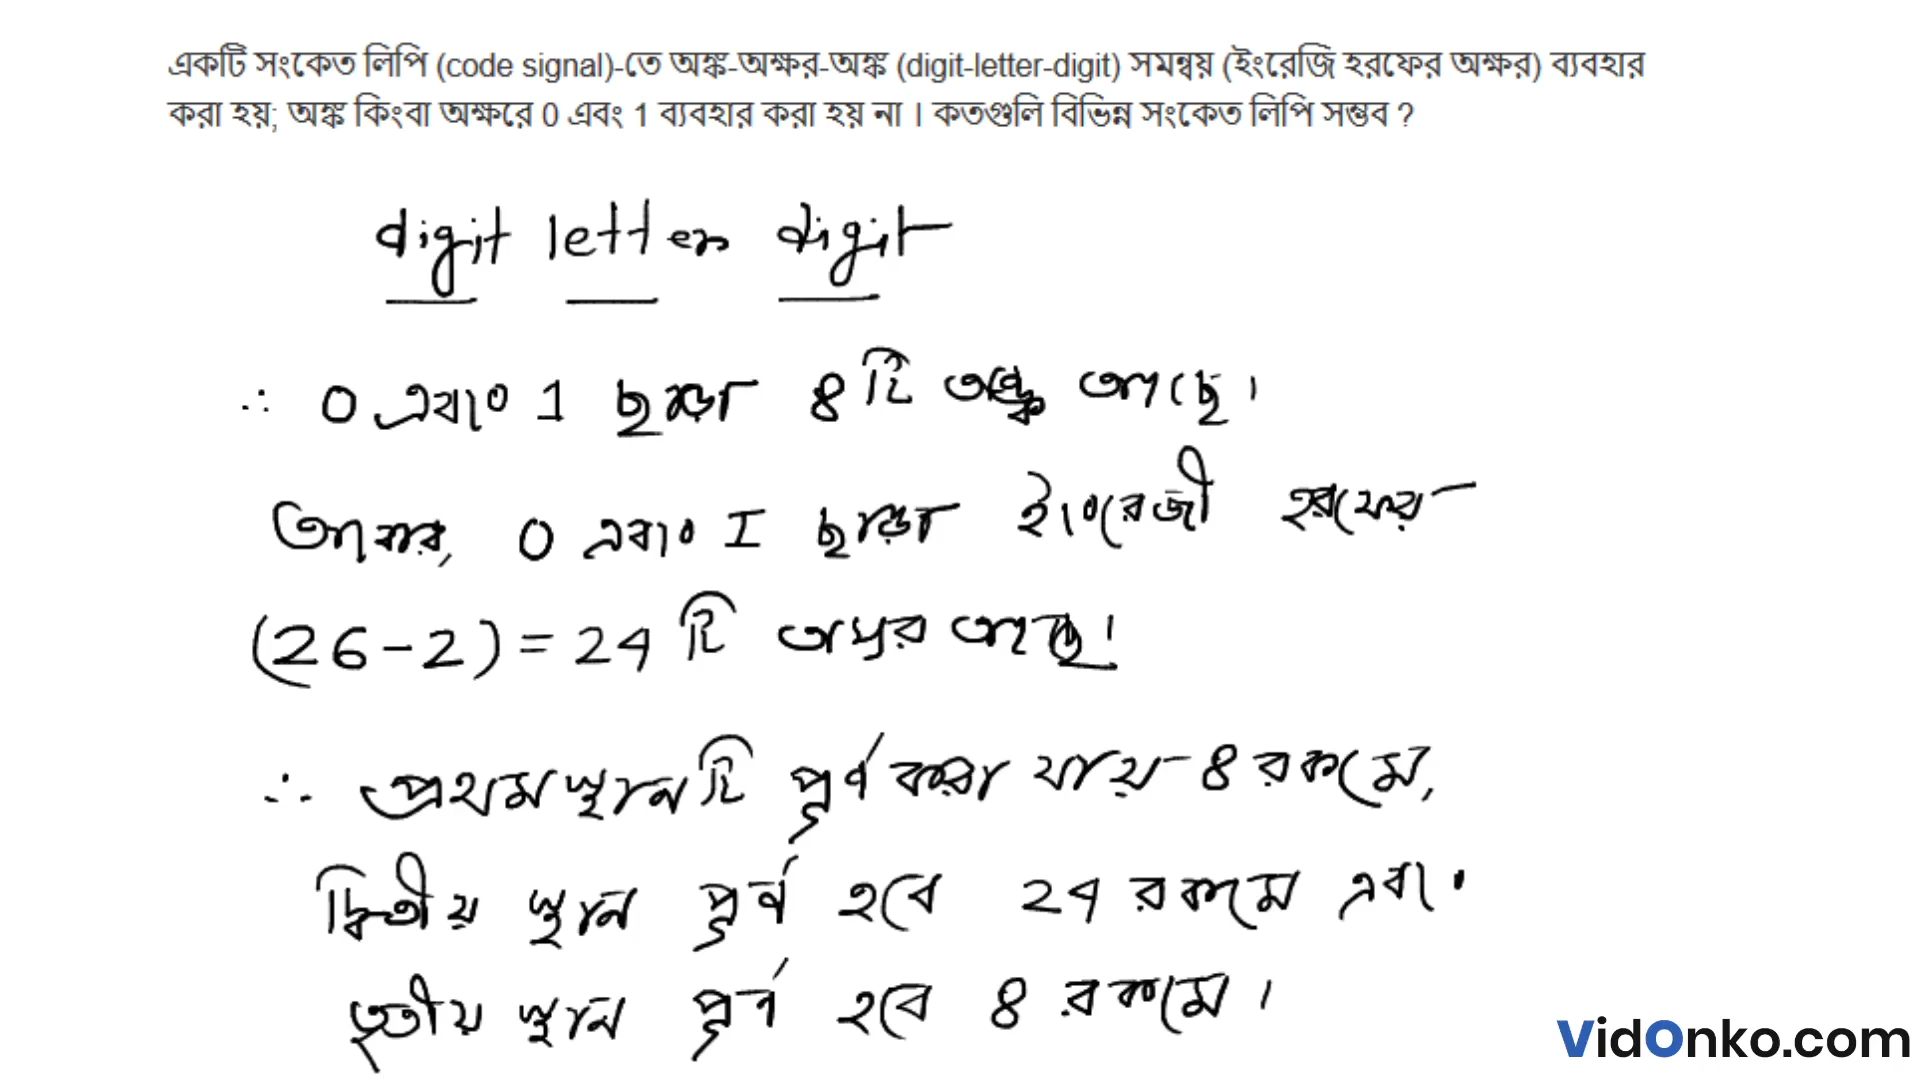 একটি সংকেত লিপি (code signal)-তে অঙ্ক-অক্ষর-অঙ্ক (digit-letter-digit) সমন্বয় (ইংরেজি হরফের অক্ষর) ব্যবহার
করা হয়; অঙ্ক কিংবা অক্ষরে 0 এবং 1 ব্যবহার করা হয় না । কতগুলি বিভিন্ন সংকেত লিপি সম্ভব ?
digit letter digit
∴ 0 এবং 1 ছাড়া 8 টি অঙ্ক আছে।
আবার, O এবং I ছাড়া ইংরেজী হরফের
(26-2) = 24 টি অক্ষর আছে।
∴ প্রথম স্থানটি পূর্ণ করা যায় 8 রকমে,
দ্বিতীয় স্থান পূর্ণ হবে 24 রকমে এবং
তৃতীয় স্থান পূর্ণ হবে 8 রকমে।
VidOnko.com